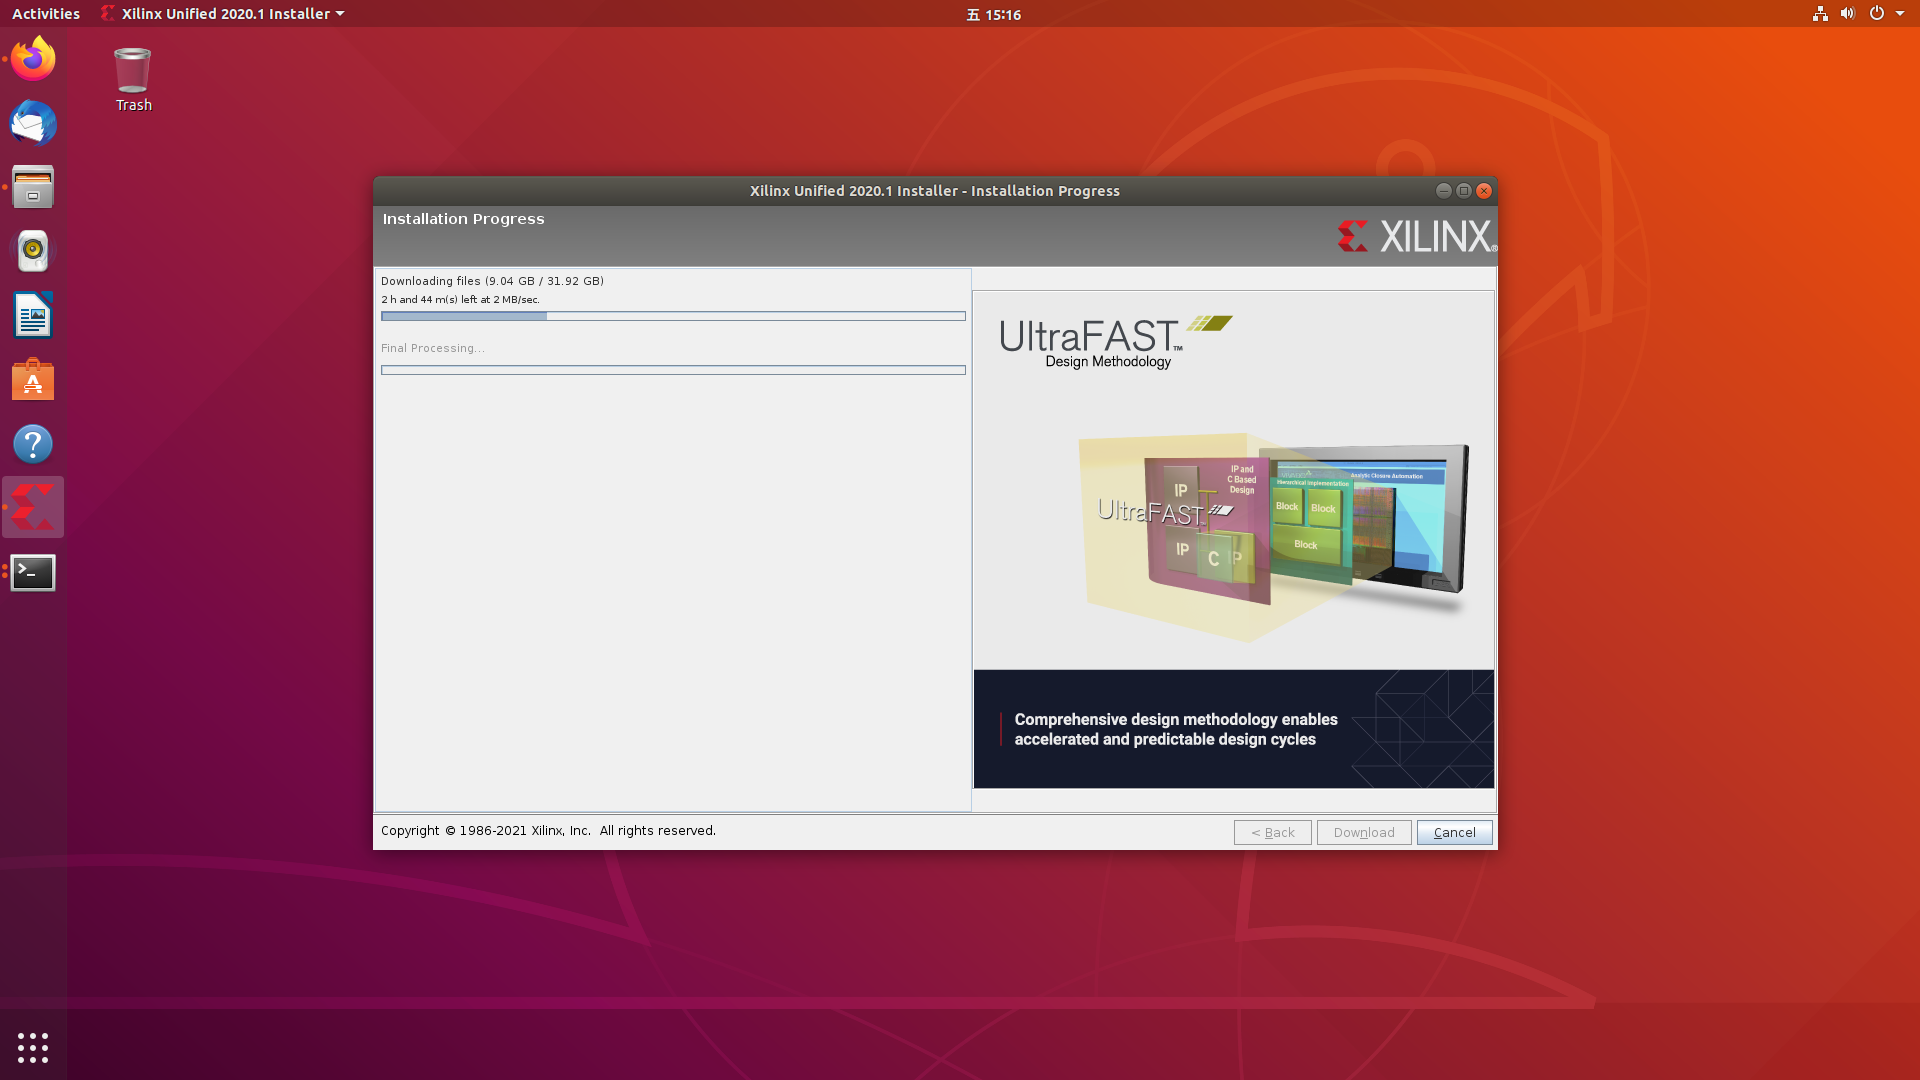 Activities
Xilinx Unified 2020.1 Installer
五 15:16
Trash
Xilinx Unified 2020.1 Installer - Installation Progress
Installation Progress
XILINX®
Downloading files (9.04 GB / 31.92 GB)
2 h and 44 m(s) left at 2 MB/sec.
Final Processing...
UltraFAST™
Design Methodology
IP and
C Based
Design
IP
UltraFAST
IP
C
IP
Analytic Closure Automation
Hierarchical Implementation
Block
Block
Block
Comprehensive design methodology enables
accelerated and predictable design cycles
Copyright © 1986-2021 Xilinx, Inc.  All rights reserved.
< Back
Download
Cancel